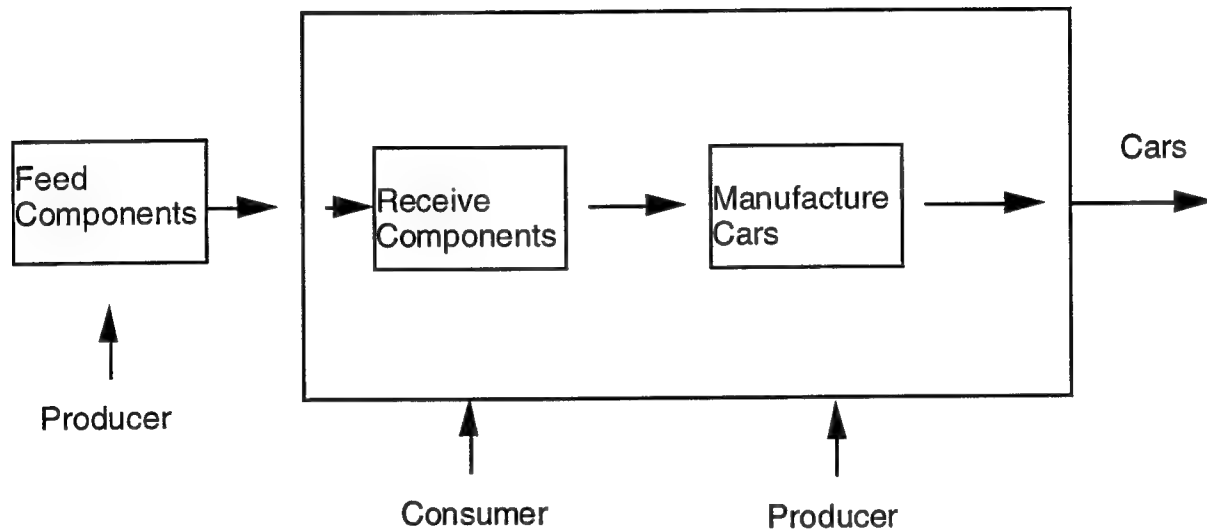 Cars
Feed
Components
Receive
Components
Manufacture
Cars
Producer
Consumer
Producer